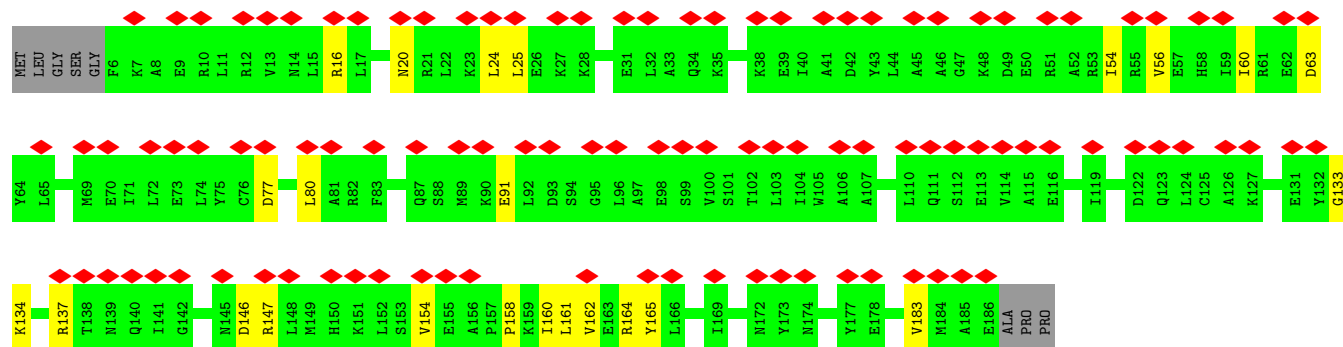 MET LEU GLY SER GLY F6 K7 A8 E9 R10 L11 R12 V13 N14 L15 R16 L17 N20 R21 L22 K23 L24 L25 E26 K27 K28 E31 L32 A33 Q34 K35 K38 E39 I40 A41 D42 Y43 L44 A45 A46 G47 K48 D49 E50 R51 A52 R53 I54 R55 V56 E57 H58 I59 I60 R61 E62 D63
Y64 L65 M69 E70 I71 L72 E73 L74 Y75 C76 D77 L80 A81 R82 F83 Q87 S88 M89 K90 E91 L92 D93 S94 G95 L96 A97 E98 S99 V100 S101 T102 L103 I104 W105 A106 A107 L110 Q111 S112 E113 V114 A115 E116 I119 D122 Q123 L124 C125 A126 K127 E131 Y132 G133
K134 R137 T138 N139 Q140 I141 G142 N145 D146 R147 L148 M149 H150 K151 L152 S153 V154 E155 A156 P157 P158 K159 I160 L161 V162 E163 R164 Y165 L166 I169 N172 Y173 N174 Y177 E178 V183 M184 A185 E186 ALA PRO PRO